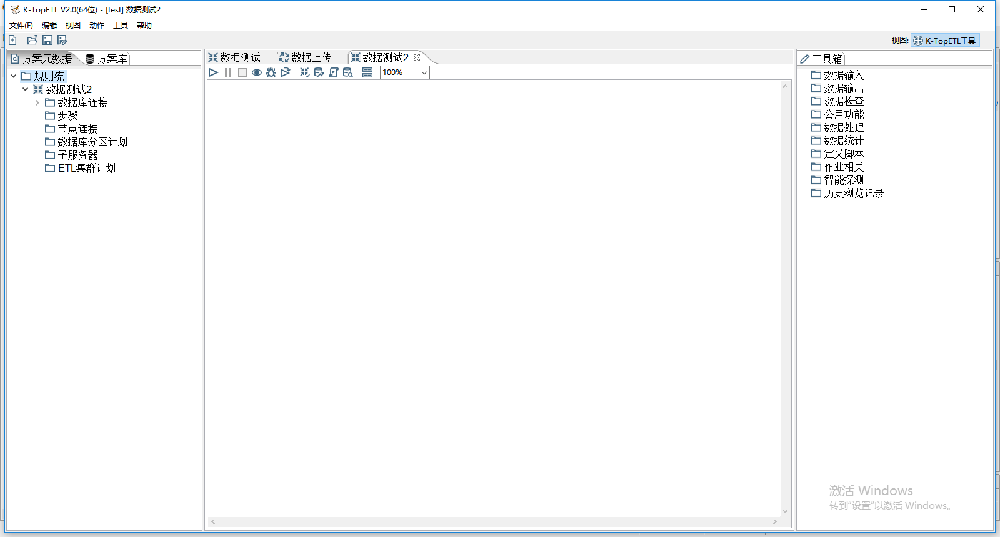 K-TopETL V2.0(64位) - [test] 数据测试2
文件(F) 编辑 视图 动作 工具 帮助
视图: K-TopETL工具
方案元数据 方案库
规则流
数据测试2
数据库连接
步骤
节点连接
数据库分区计划
子服务器
ETL集群计划
数据测试 数据上传 数据测试2
100%
工具箱
数据输入
数据输出
数据检查
公用功能
数据处理
数据统计
定义脚本
作业相关
智能探测
历史浏览记录
激活 Windows
转到"设置"以激活 Windows。